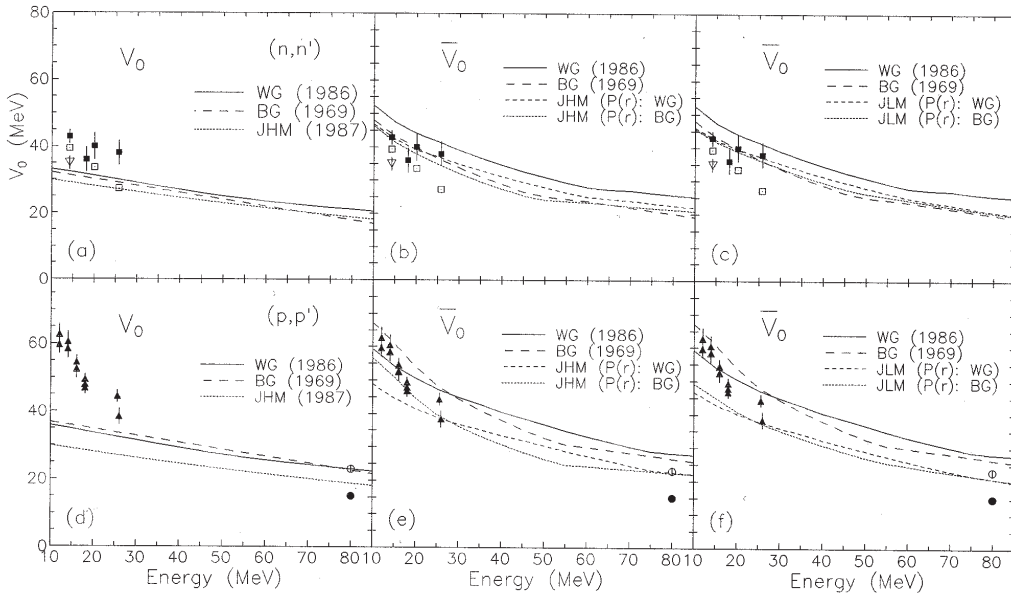 80
60
40
20
0
V₀ (MeV)
V₀
(n,n')
WG (1986)
BG (1969)
JHM (1987)
(a)
V̅₀
WG (1986)
BG (1969)
JHM (P(r): WG)
JHM (P(r): BG)
(b)
V̅₀
WG (1986)
BG (1969)
JLM (P(r): WG)
JLM (P(r): BG)
(c)
60
40
20
0
V₀
(p,p')
WG (1986)
BG (1969)
JHM (1987)
(d)
V̅₀
WG (1986)
BG (1969)
JHM (P(r): WG)
JHM (P(r): BG)
(e)
V̅₀
WG (1986)
BG (1969)
JLM (P(r): WG)
JLM (P(r): BG)
(f)
10 20 30 40 50 60 70 80 10 20 30 40 50 60 70 80 10 20 30 40 50 60 70 80
Energy (MeV) Energy (MeV) Energy (MeV)